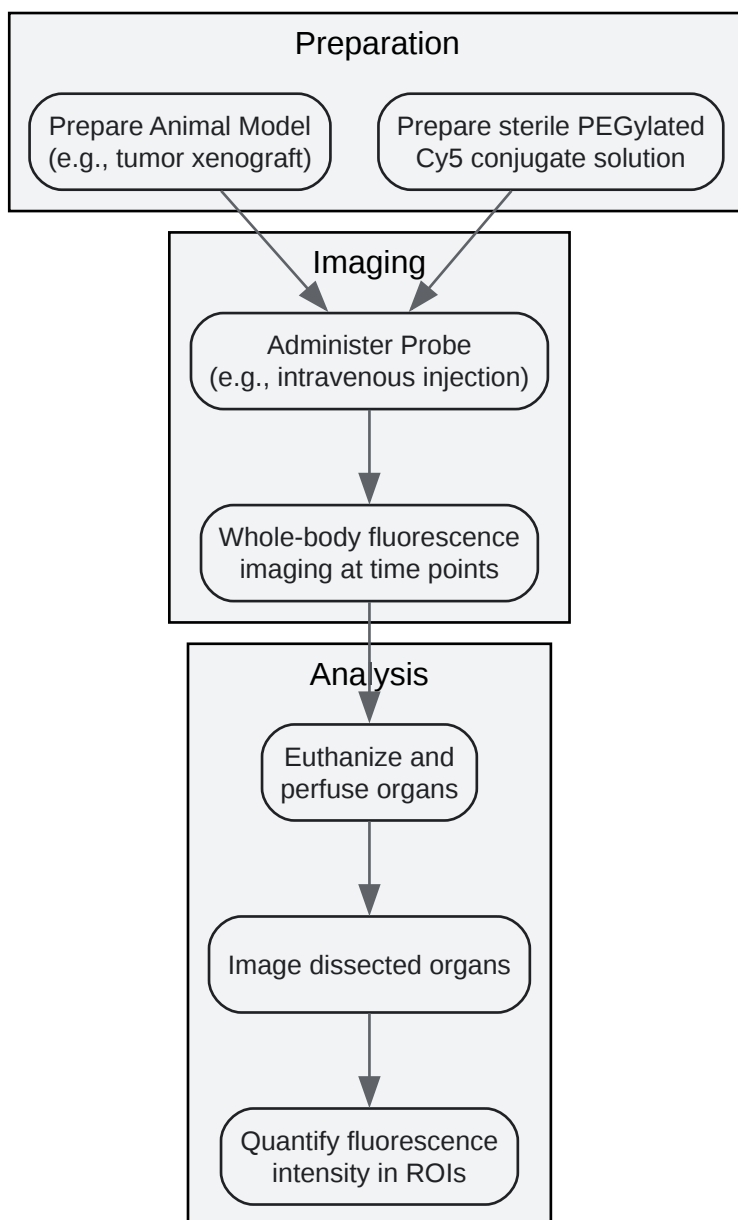 Preparation
Prepare Animal Model
(e.g., tumor xenograft)
Prepare sterile PEGylated
Cy5 conjugate solution
Imaging
Administer Probe
(e.g., intravenous injection)
Whole-body fluorescence
imaging at time points
Analysis
Euthanize and
perfuse organs
Image dissected organs
Quantify fluorescence
intensity in ROIs